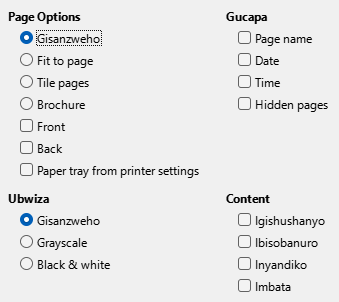 Page Options
Gisanzweho
Fit to page
Tile pages
Brochure
Front
Back
Paper tray from printer settings
Gucapa
Page name
Date
Time
Hidden pages
Ubwiza
Gisanzweho
Grayscale
Black & white
Content
Igishushanyo
Ibisobanuro
Inyandiko
Imbata